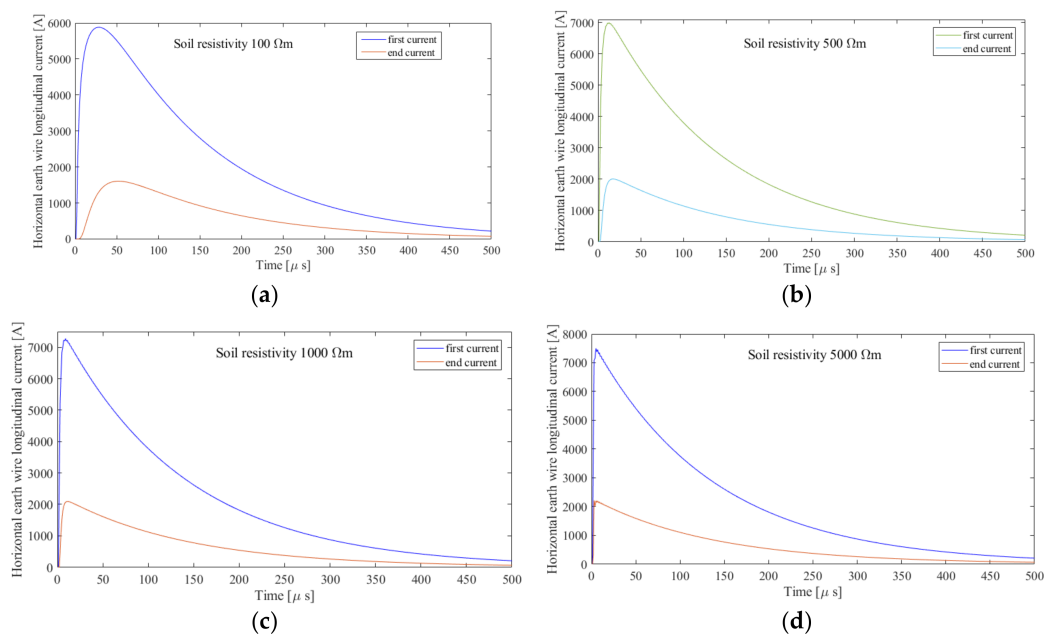 Horizontal earth wire longitudinal current [A]
6000
5000
4000
3000
2000
1000
0
Soil resistivity 100 Ωm
first current
end current
0 50 100 150 200 250 300 350 400 450 500
Time [μ s]
(a)
Horizontal earth wire longitudinal current [A]
7000
6000
5000
4000
3000
2000
1000
0
Soil resistivity 500 Ωm
first current
end current
0 50 100 150 200 250 300 350 400 450 500
Time [μ s]
(b)
Horizontal earth wire longitudinal current [A]
7000
6000
5000
4000
3000
2000
1000
0
Soil resistivity 1000 Ωm
first current
end current
0 50 100 150 200 250 300 350 400 450 500
Time [μ s]
(c)
Horizontal earth wire longitudinal current [A]
8000
7000
6000
5000
4000
3000
2000
1000
0
Soil resistivity 5000 Ωm
first current
end current
0 50 100 150 200 250 300 350 400 450 500
Time [μ s]
(d)